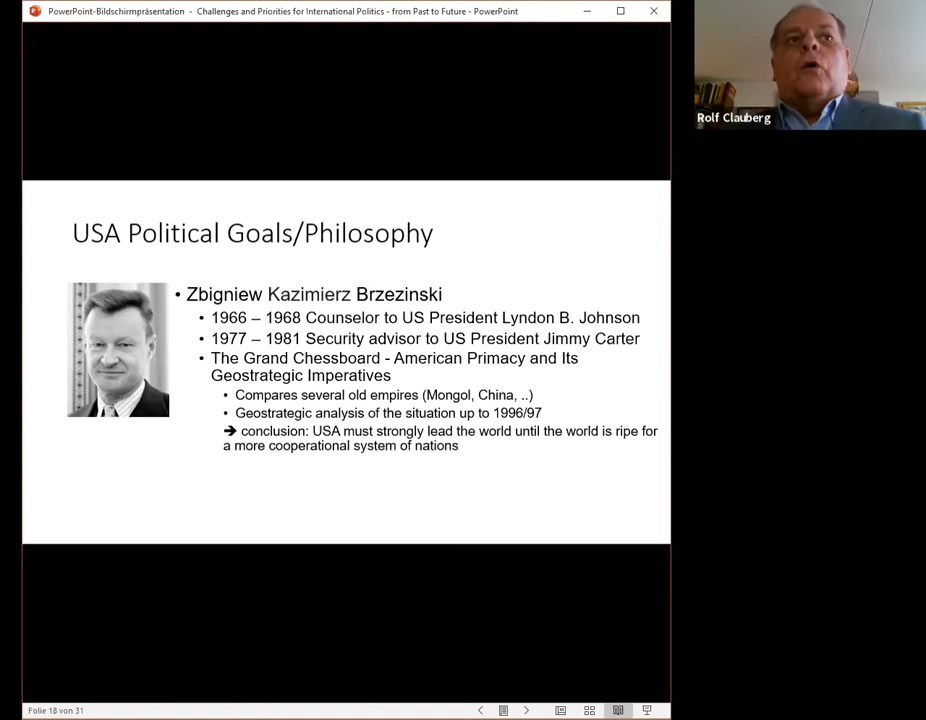 PowerPoint-Bildschirmpräsentation - Challenges and Priorities for International Politics - from Past to Future - PowerPoint
Rolf Clauberg
USA Political Goals/Philosophy
• Zbigniew Kazimierz Brzezinski
• 1966 – 1968 Counselor to US President Lyndon B. Johnson
• 1977 – 1981 Security advisor to US President Jimmy Carter
• The Grand Chessboard - American Primacy and Its
Geostrategic Imperatives
• Compares several old empires (Mongol, China, ..)
• Geostrategic analysis of the situation up to 1996/97
➔ conclusion: USA must strongly lead the world until the world is ripe for
a more cooperational system of nations
Folie 18 von 31